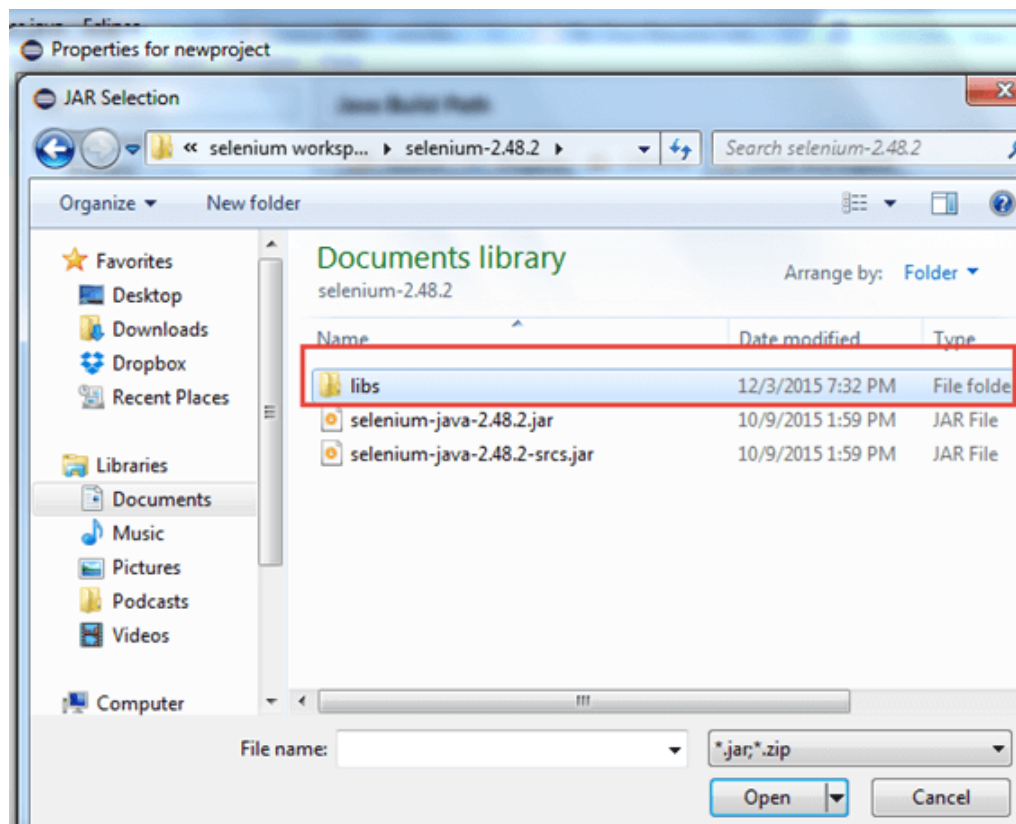 Properties for newproject
JAR Selection
Java Build Path
« selenium worksp... selenium-2.48.2
Search selenium-2.48.2
Organize New folder
Favorites
Desktop
Downloads
Dropbox
Recent Places
Libraries
Documents
Music
Pictures
Podcasts
Videos
Computer
Documents library
selenium-2.48.2
Arrange by: Folder
Name Date modified Type
libs 12/3/2015 7:32 PM File folde
selenium-java-2.48.2.jar 10/9/2015 1:59 PM JAR File
selenium-java-2.48.2-srcs.jar 10/9/2015 1:59 PM JAR File
File name:
*.jar;*.zip
Open
Cancel